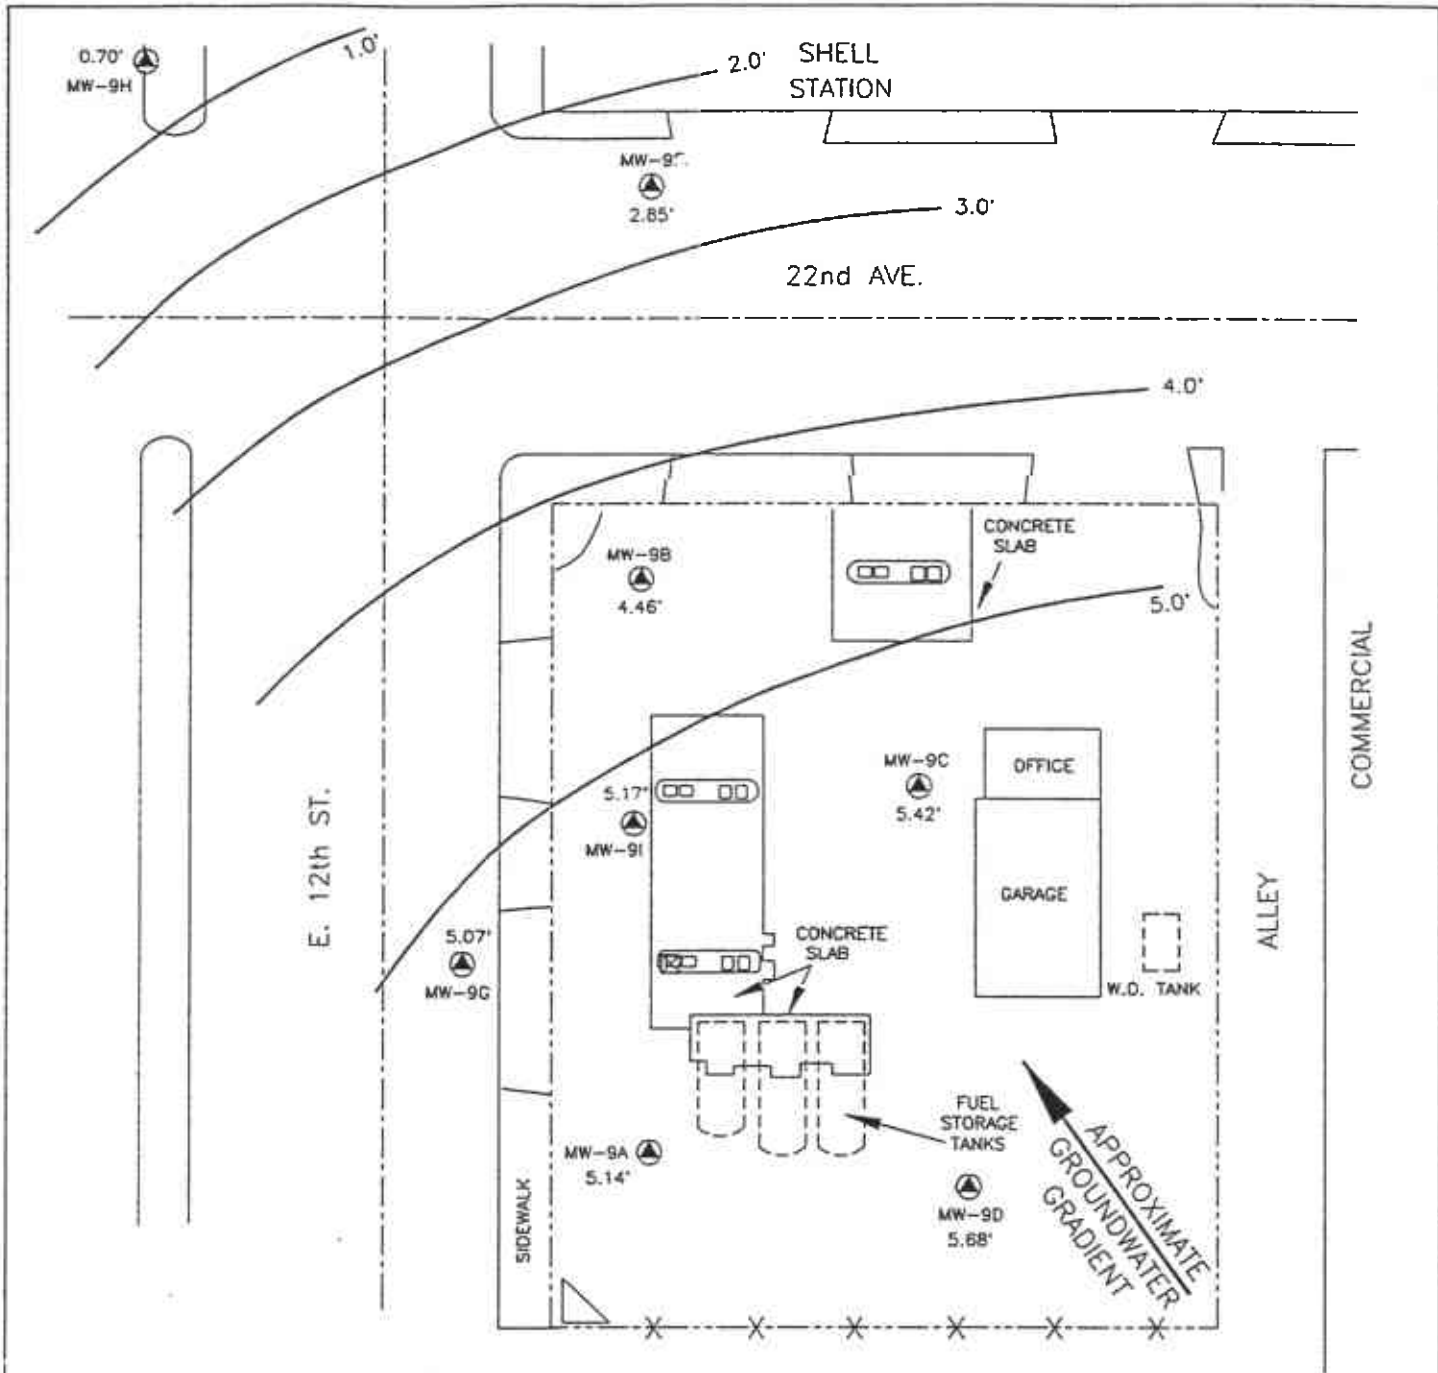 0.70'
MW-9H
1.0'
2.0'
SHELL
STATION
2.85'
3.0'
22nd AVE.
4.0'
MW-9B
4.46'
CONCRETE
SLAB
5.0'
COMMERCIAL
MW-9C
5.42'
OFFICE
5.17'
MW-9I
E. 12th ST.
GARAGE
ALLEY
5.07'
MW-9G
CONCRETE
SLAB
W.O. TANK
FUEL
STORAGE
TANKS
MW-9A
5.14'
MW-9D
5.68'
SIDEWALK
APPROXIMATE
GROUNDWATER
GRADIENT